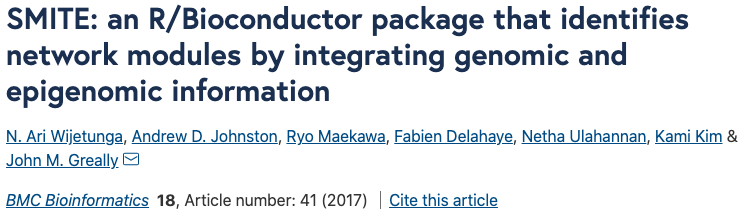 SMITE: an R/Bioconductor package that identifies
network modules by integrating genomic and
epigenomic information
N. Ari Wijetunga, Andrew D. Johnston, Ryo Maekawa, Fabien Delahaye, Netha Ulahannan, Kami Kim &
John M. Greally
BMC Bioinformatics 18, Article number: 41 (2017) | Cite this article